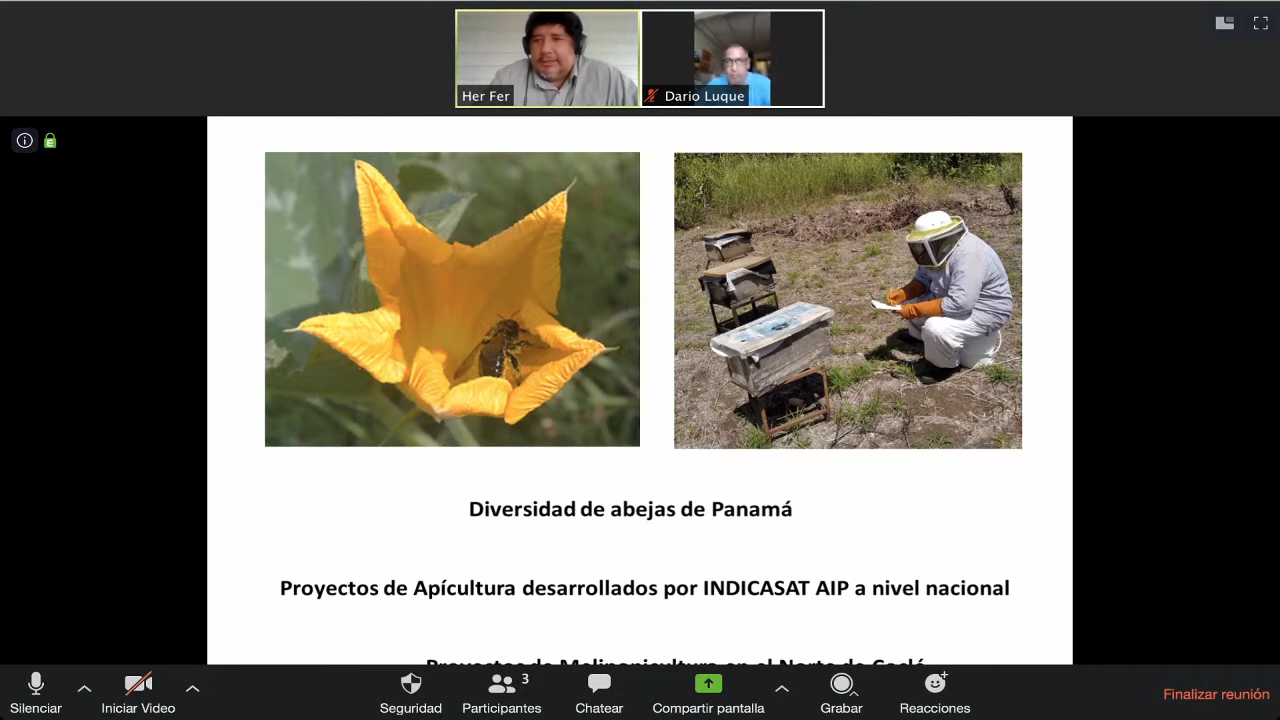 Her Fer
Dario Luque
E
Diversidad de abejas de Panamá
Proyectos de Apícultura desarrollados por INDICASAT AIP a nivel nacional
Proyectos de Meliponicultura en el Norte de Coclé
Silenciar
Iniciar Video
Seguridad
3
Participantes
Chatear
Compartir pantalla
Grabar
Reacciones
Finalizar reunión